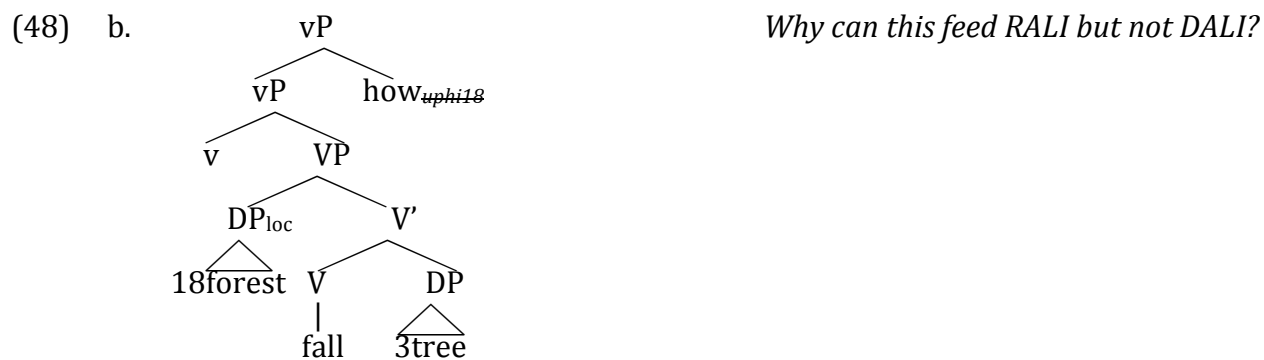 (48) b. vP Why can this feed RALI but not DALI?
vP how uphi18
v VP
DPloc V’
18forest V DP
fall 3tree